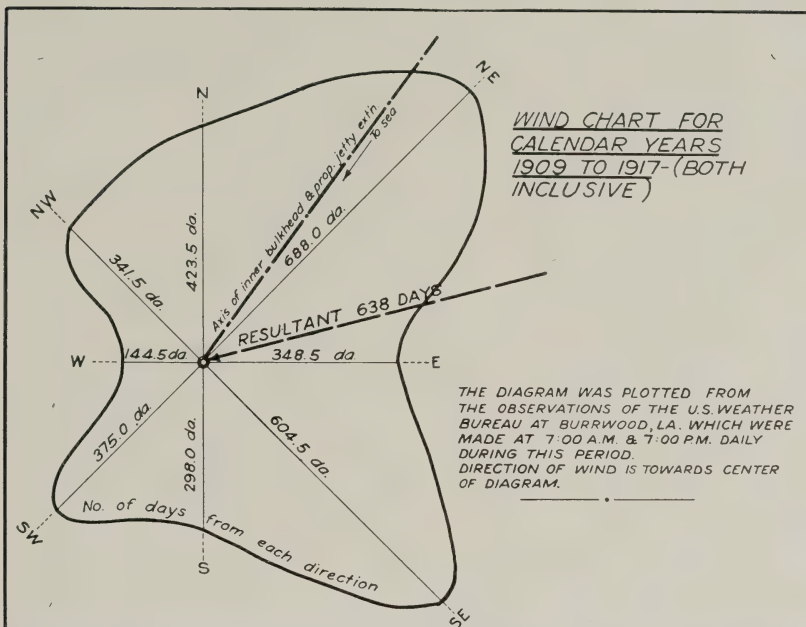 WIND CHART FOR
CALENDAR YEARS
1909 TO 1917-(BOTH
INCLUSIVE)
N
NE
NW
Axis of inner bulkhead & prop. jetty extn
To sea
423.5 da.
688.0 da.
341.5 da.
RESULTANT 638 DAYS
W
144.5 da.
348.5 da.
E
375.0 da.
298.0 da.
604.5 da.
THE DIAGRAM WAS PLOTTED FROM
THE OBSERVATIONS OF THE U.S. WEATHER
BUREAU AT BURRWOOD, LA. WHICH WERE
MADE AT 7:00 A.M. & 7:00 P.M. DAILY
DURING THIS PERIOD.
DIRECTION OF WIND IS TOWARDS CENTER
OF DIAGRAM.
No. of days from each direction
SW
S
SE